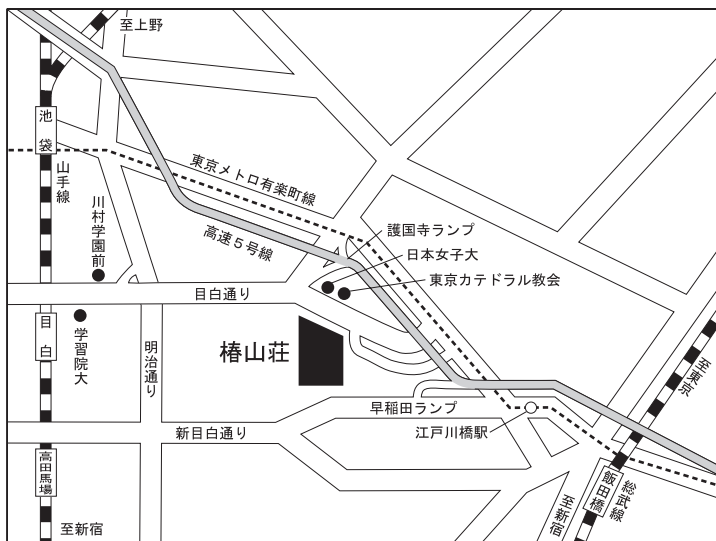 至上野
池袋
山手線
東京メトロ有楽町線
川村学園前
高速5号線
護国寺ランプ
日本女子大
東京カテドラル教会
目白通り
目白
学習院大
明治通り
椿山荘
至東京
早稲田ランプ
江戸川橋駅
新目白通り
高田馬場
飯田橋
総武線
至新宿
至新宿